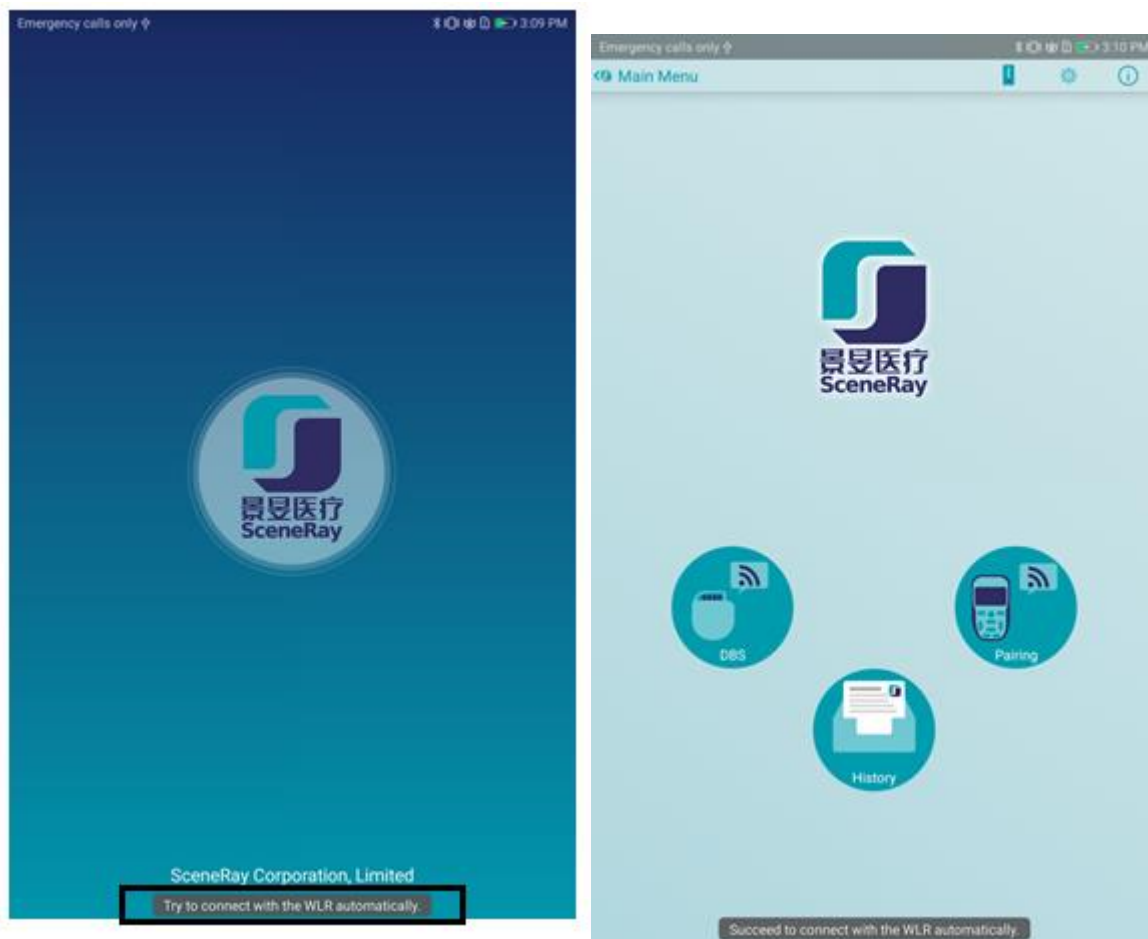 Emergency calls only
3:09 PM
景昱医疗
SceneRay
SceneRay Corporation, Limited
Try to connect with the WLR automatically.
Emergency calls only
3:10 PM
Main Menu
景昱医疗
SceneRay
DBS
Pairing
History
Succeed to connect with the WLR automatically.